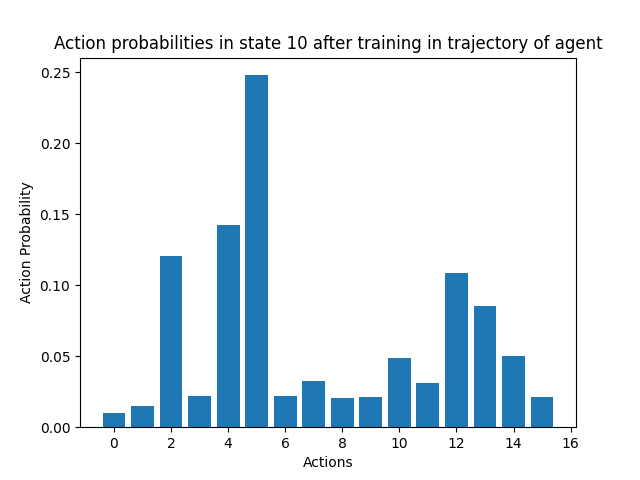 Action probabilities in state 10 after training in trajectory of agent
0.25
0.20
0.15
0.10
0.05
0.00
Action Probability
0 2 4 6 8 10 12 14 16
Actions